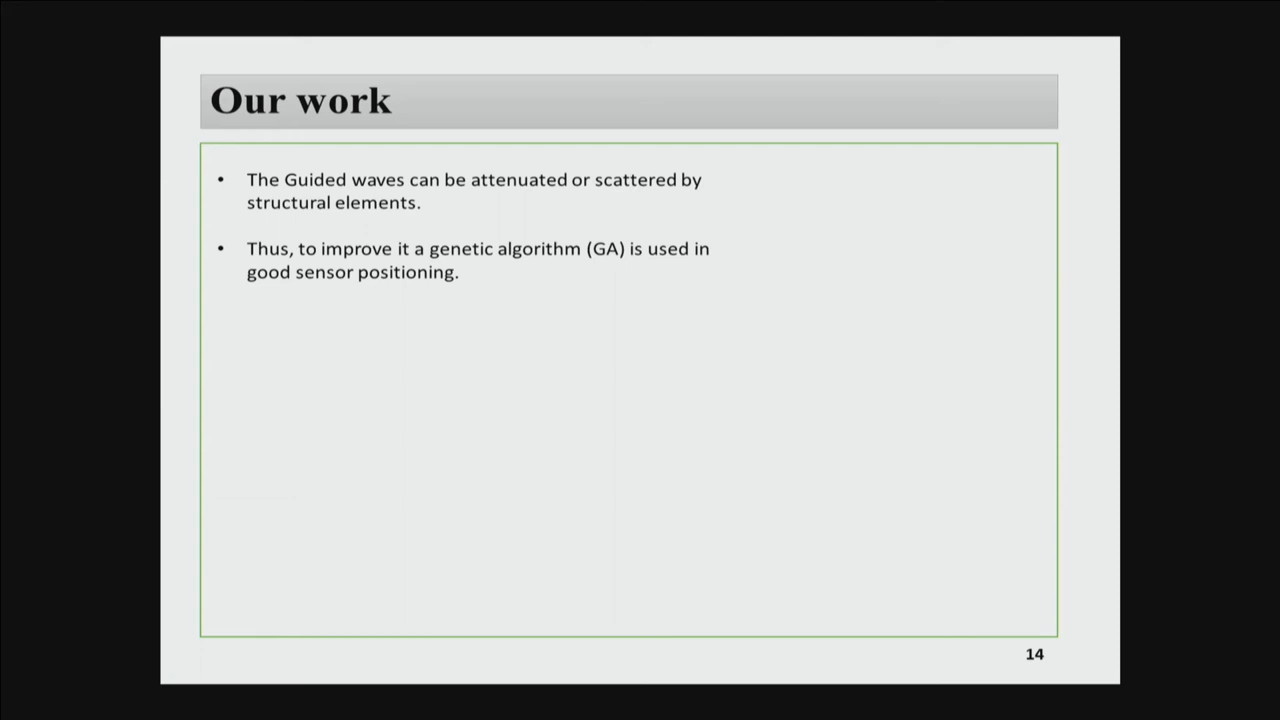 Our work
• The Guided waves can be attenuated or scattered by
structural elements.
• Thus, to improve it a genetic algorithm (GA) is used in
good sensor positioning.
14